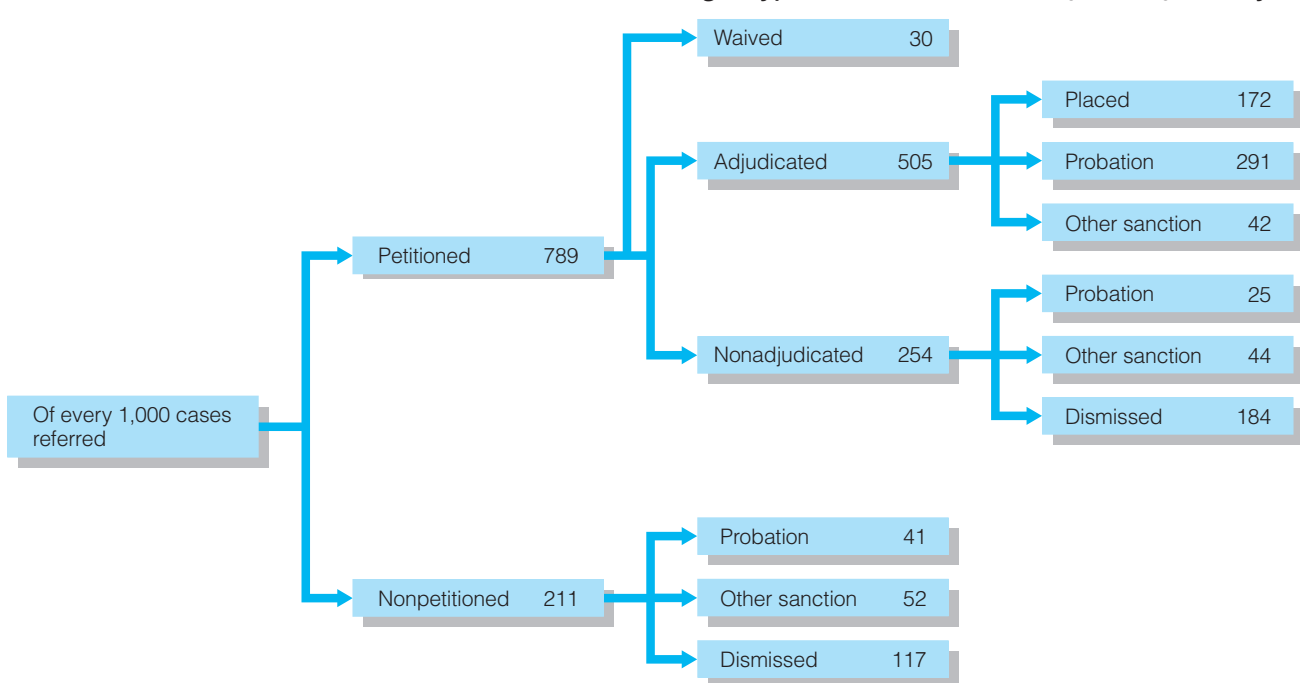 Waived 30
Placed 172
Adjudicated 505
Probation 291
Other sanction 42
Petitioned 789
Probation 25
Nonadjudicated 254
Other sanction 44
Of every 1,000 cases
referred
Dismissed 184
Probation 41
Nonpetitioned 211
Other sanction 52
Dismissed 117